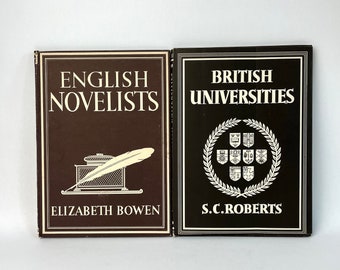 ENGLISH
NOVELISTS
ELIZABETH BOWEN
BRITISH
UNIVERSITIES
S.C.ROBERTS